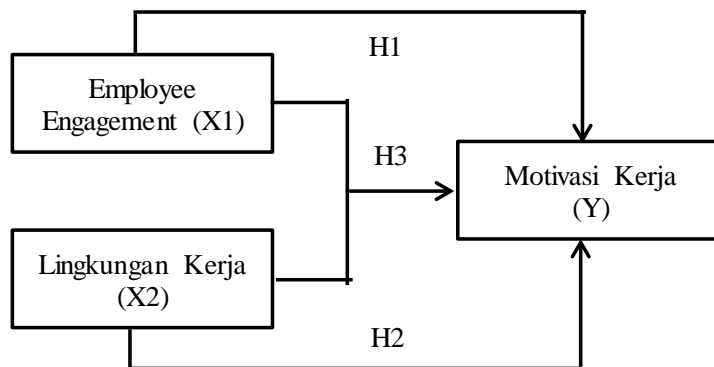 H1
Employee
Engagement (X1)
H3
Motivasi Kerja
(Y)
Lingkungan Kerja
(X2)
H2